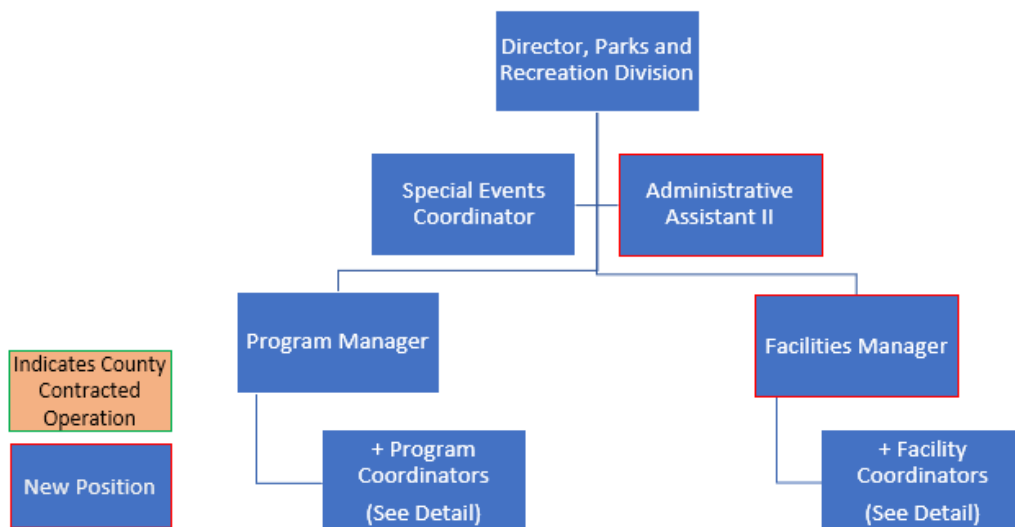 Director, Parks and
Recreation Division
Special Events
Coordinator
Administrative
Assistant II
Program Manager
Facilities Manager
Indicates County
Contracted
Operation
New Position
+ Program
Coordinators
(See Detail)
+ Facility
Coordinators
(See Detail)